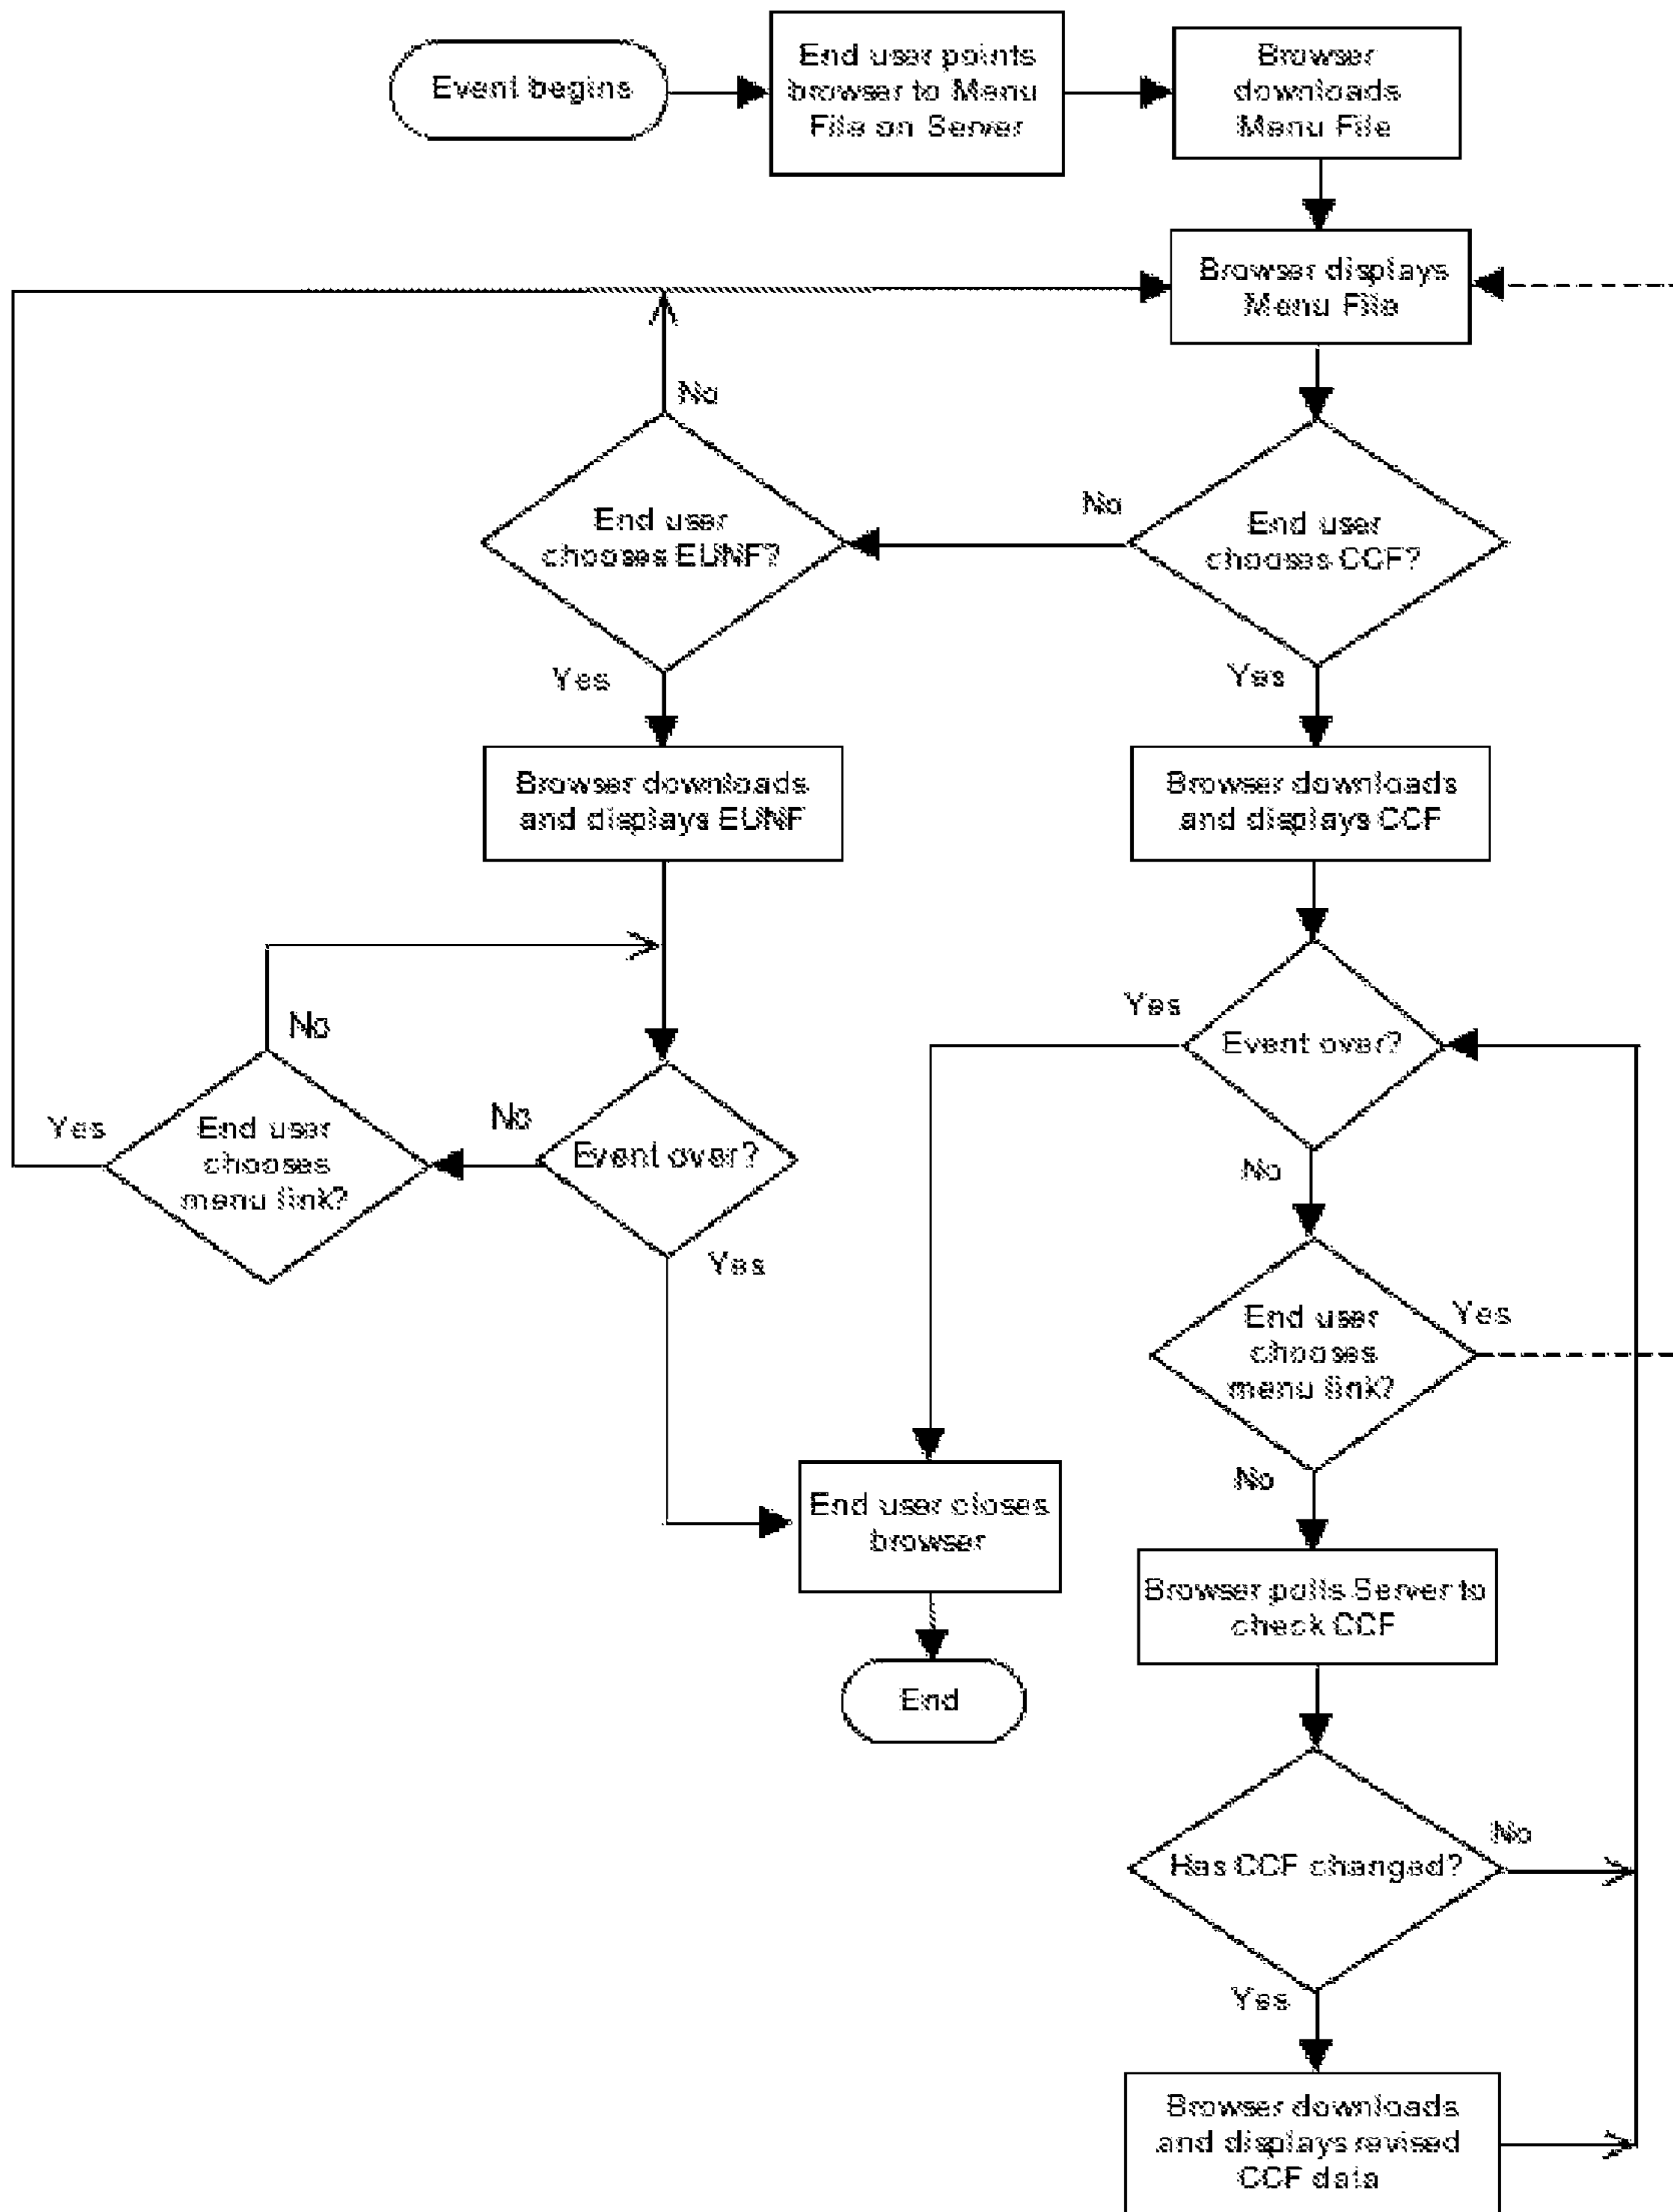 Event begins
End user points
browser to Menu
File on Server
Browser
downloads
Menu File
Browser displays
Menu File
No
End user
chooses EUNF?
No
End user
chooses CCF?
Yes
Yes
Browser downloads
and displays EUNF
Browser downloads
and displays CCF
Yes
Event over?
No
Yes
End user
chooses
menu link?
No
Event over?
Yes
No
End user
chooses
menu link?
Yes
No
End user closes
browser
End
Browser polls Server to
check CCF
Has CCF changed?
No
Yes
Browser downloads
and displays revised
CCF data